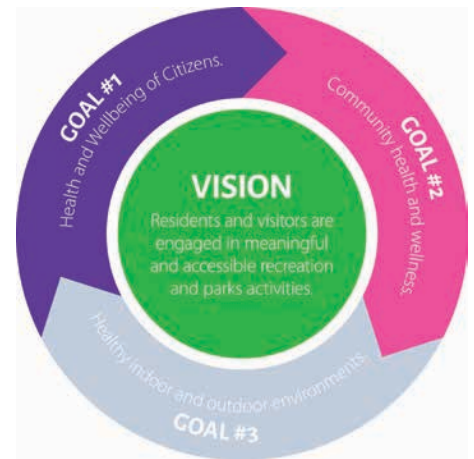 GOAL #1
Health and Wellbeing of Citizens.
GOAL #2
Community health and wellness.
VISION
Residents and visitors are
engaged in meaningful
and accessible recreation
and parks activities.
Healthy indoor and outdoor environments.
GOAL #3